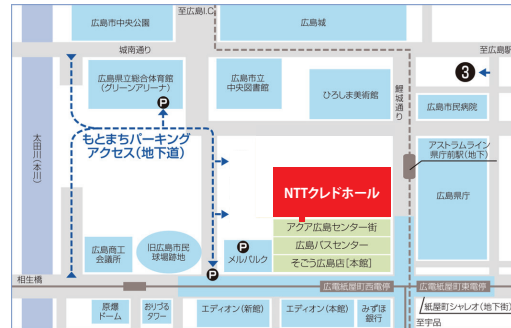 至広島I.C
広島市中央公園
広島城
城南通り
至広島駅
広島県立総合体育館
(グリーンアリーナ)
P
広島市立
中央図書館
ひろしま美術館
鯉城通り
3
広島市民病院
もとまちパーキング
アクセス(地下道)
太田川(本川)
アストラムライン
県庁前駅(地下)
NTTクレドホール
広島県庁
アクア広島センター街
広島バスセンター
そごう広島店[本館]
広島商工
会議所
旧広島市民
球場跡地
P
メルパルク
P
相生橋
広電紙屋町西電停
広電紙屋町東電停
原爆
ドーム
おりづる
タワー
エディオン(新館)
エディオン(本館)
みずほ
銀行
紙屋町シャレオ(地下街)
至宇品